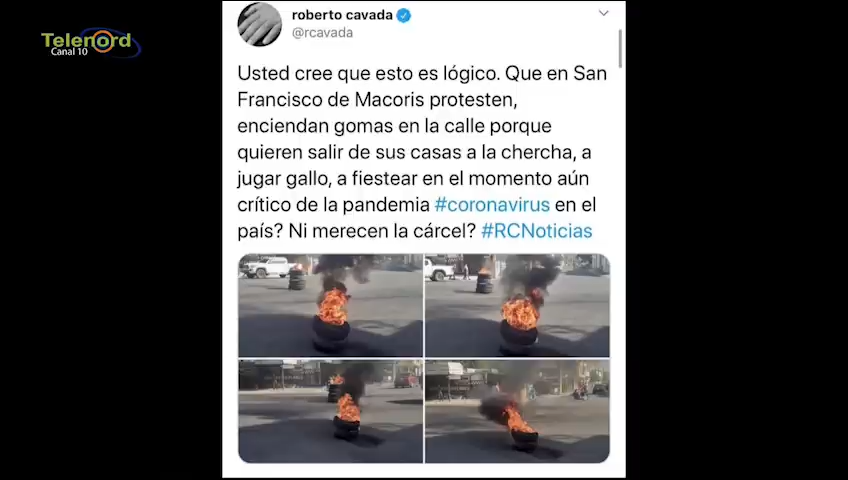 Telenord
Canal 10
roberto cavada
@rcavada
Usted cree que esto es lógico. Que en San
Francisco de Macoris protesten,
enciendan gomas en la calle porque
quieren salir de sus casas a la chercha, a
jugar gallo, a fiestear en el momento aún
crítico de la pandemia #coronavirus en el
país? Ni merecen la cárcel? #RCNoticias